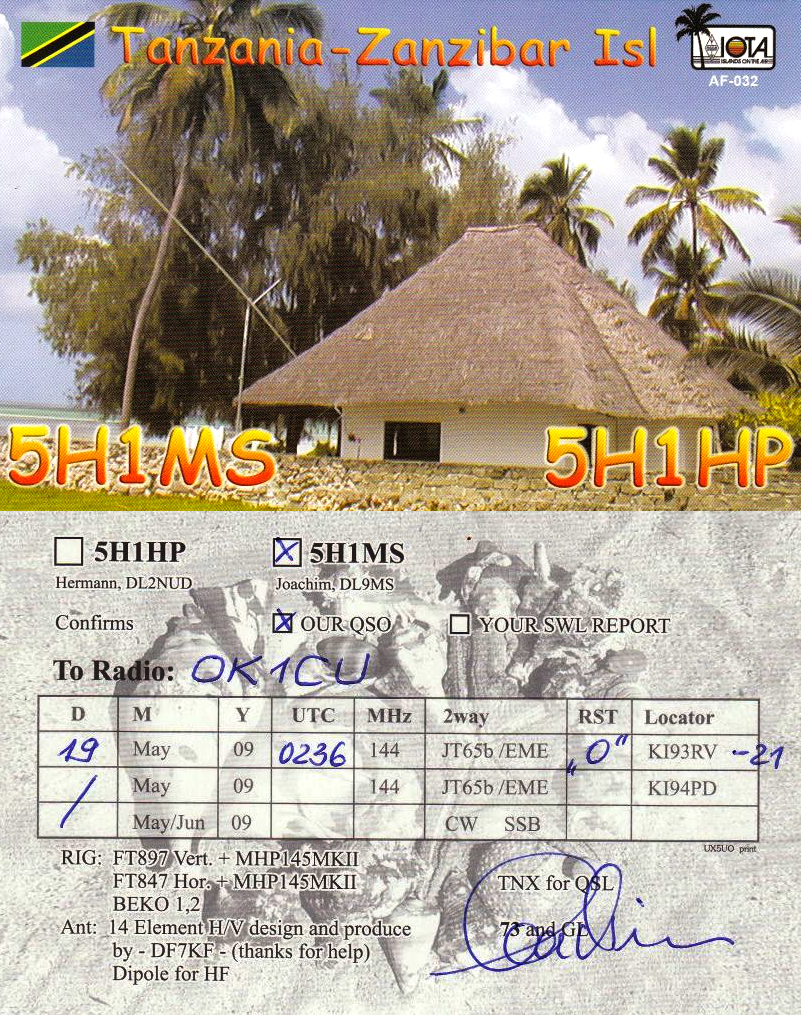 Tanzania-Zanzibar Isl
IOTA
ISLANDS ON THE AIR
AF-032
5H1MS 5H1HP
5H1HP X 5H1MS
Hermann, DL2NUD Joachim, DL9MS
Confirms X OUR QSO YOUR SWL REPORT
To Radio: OK1CU
D M Y UTC MHz 2way RST Locator
19 May 09 0236 144 JT65b /EME „O“ KI93RV -21
/ May 09 144 JT65b /EME KI94PD
May/Jun 09 CW SSB
UX5UO print
RIG: FT897 Vert. + MHP145MKII
FT847 Hor. + MHP145MKII TNX for QSL
BEKO 1,2
Ant: 14 Element H/V design and produce 73 and GL
by - DF7KF - (thanks for help)
Dipole for HF